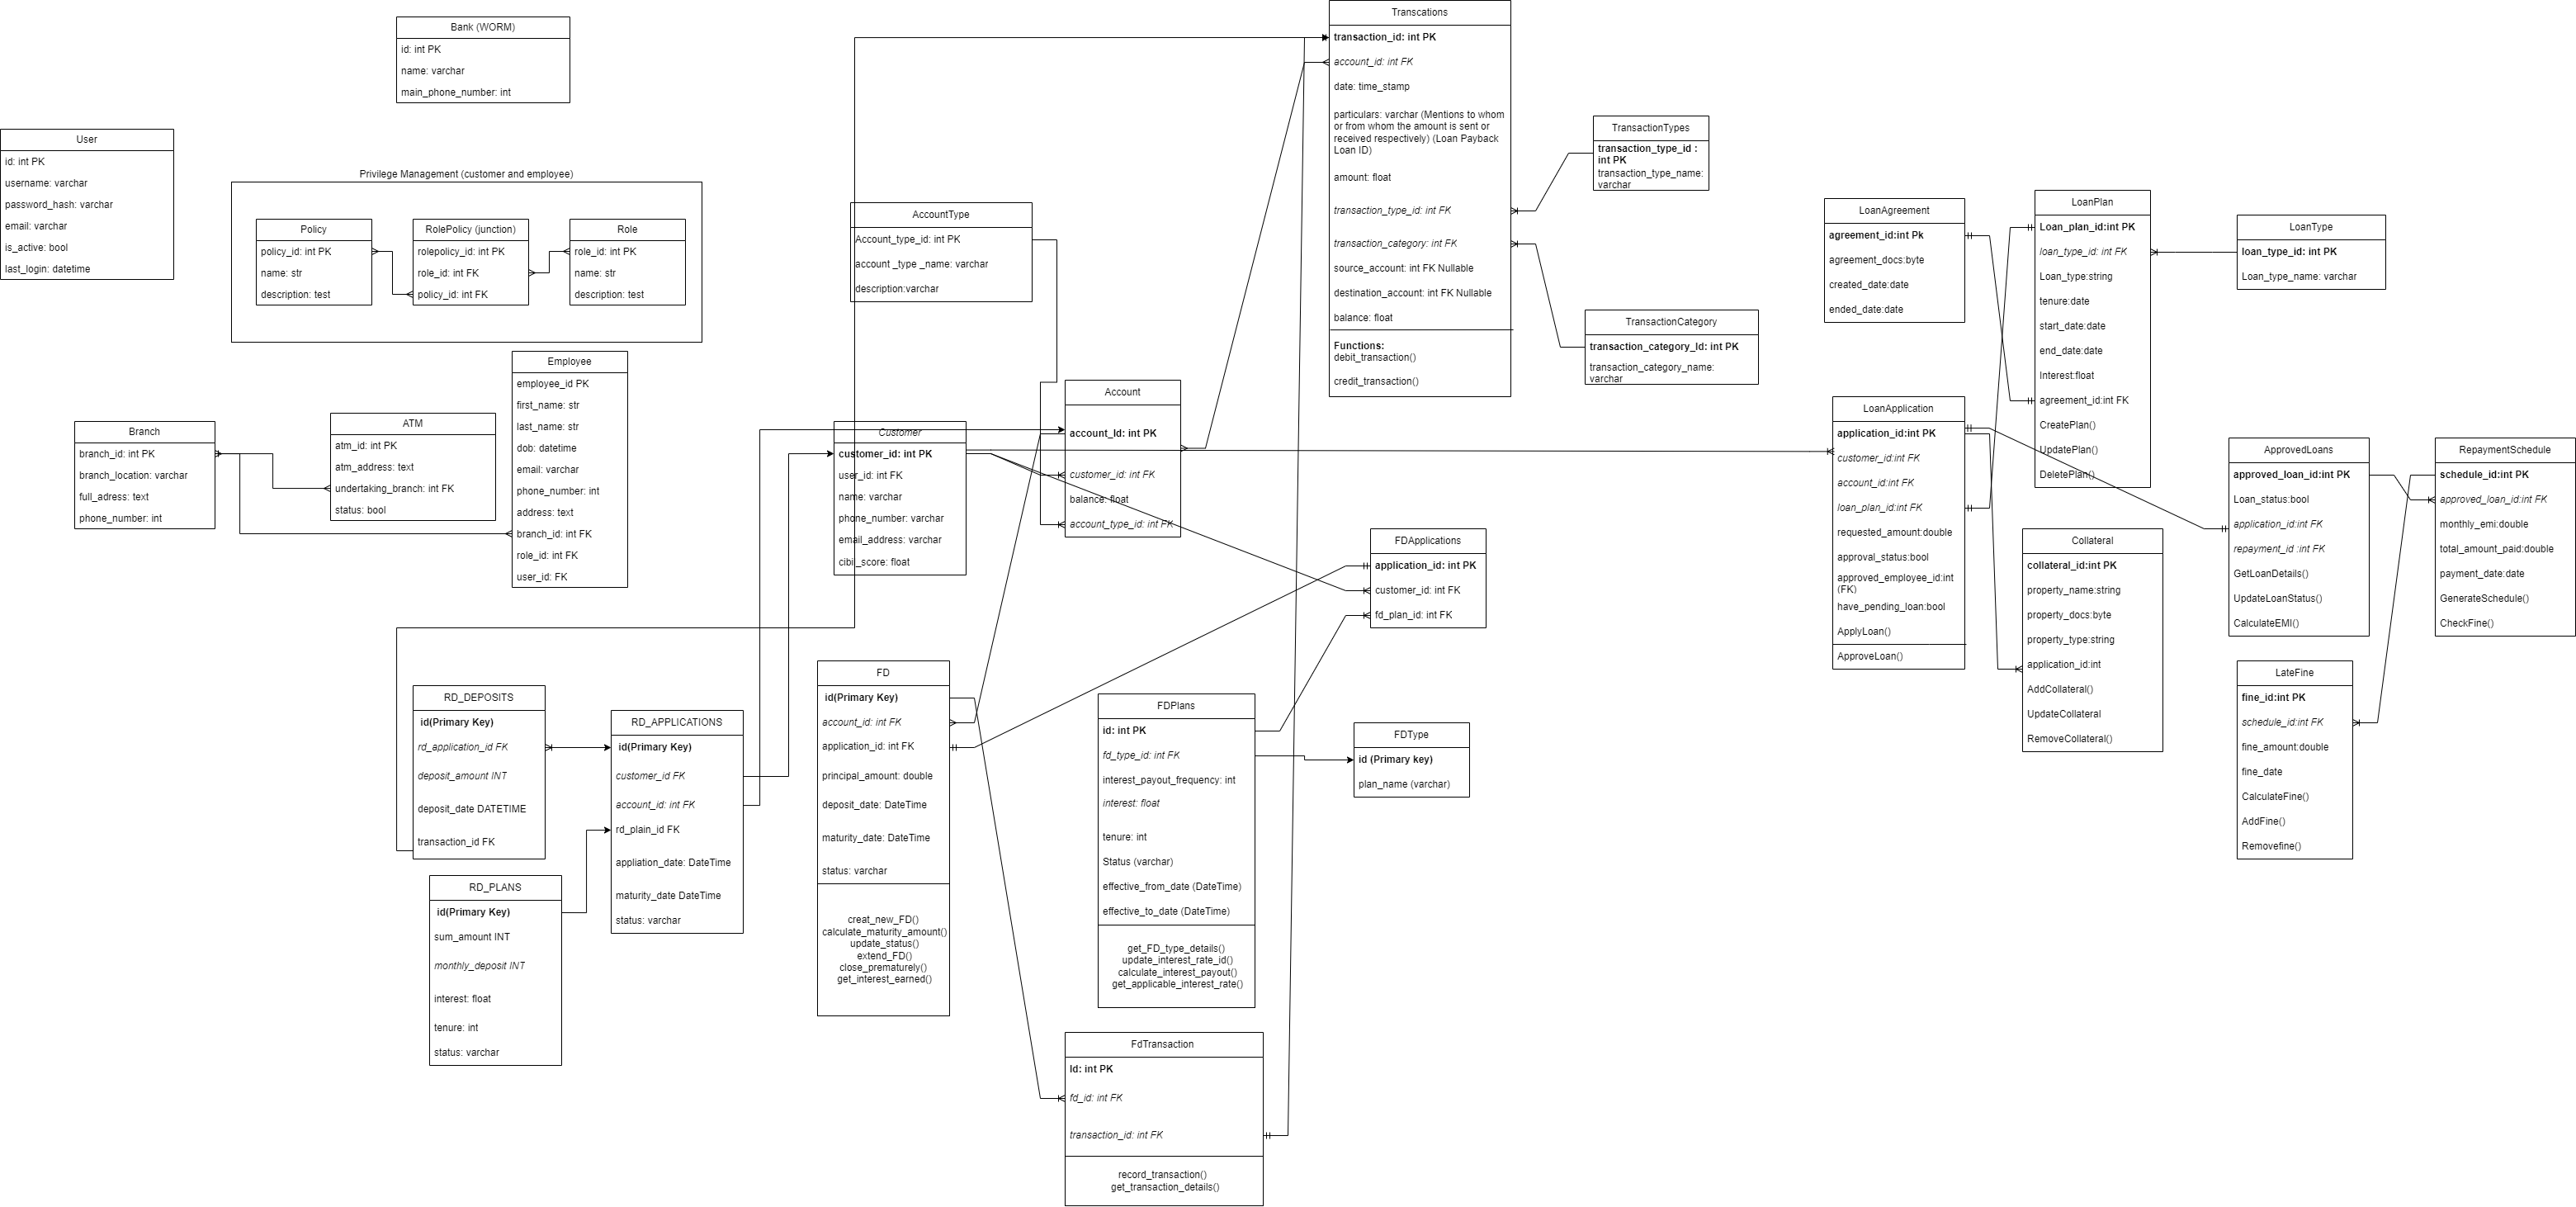 Bank (WORM)
id: int PK
name: varchar
main_phone_number: int
User
id: int PK
username: varchar
password_hash: varchar
email: varchar
is_active: bool
last_login: datetime
Privilege Management (customer and employee)
Policy
policy_id: int PK
name: str
description: test
RolePolicy (junction)
rolepolicy_id: int PK
role_id: int FK
policy_id: int FK
Role
role_id: int PK
name: str
description: test
Employee
employee_id PK
first_name: str
last_name: str
dob: datetime
email: varchar
phone_number: int
address: text
branch_id: int FK
role_id: int FK
user_id: FK
Branch
branch_id: int PK
branch_location: varchar
full_adress: text
phone_number: int
ATM
atm_id: int PK
atm_address: text
undertaking_branch: int FK
status: bool
AccountType
Account_type_id: int PK
account _type _name: varchar
description:varchar
Account
account_Id: int PK
customer_id: int FK
balance: float
account_type_id: int FK
Customer
customer_id: int PK
user_id: int FK
name: varchar
phone_number: varchar
email_address: varchar
cibil_score: float
Transcations
transaction_id: int PK
account_id: int FK
date: time_stamp
particulars: varchar (Mentions to whom
or from whom the amount is sent or
received respectively) (Loan Payback
Loan ID)
amount: float
transaction_type_id: int FK
transaction_category: int FK
source_account: int FK Nullable
destination_account: int FK Nullable
balance: float
Functions:
debit_transaction()
credit_transaction()
TransactionTypes
transaction_type_id :
int PK
transaction_type_name:
varchar
TransactionCategory
transaction_category_Id: int PK
transaction_category_name:
varchar
LoanAgreement
agreement_id:int Pk
agreement_docs:byte
created_date:date
ended_date:date
LoanPlan
Loan_plan_id:int PK
loan_type_id: int FK
Loan_type:string
tenure:date
start_date:date
end_date:date
Interest:float
agreement_id:int FK
CreatePlan()
UpdatePlan()
DeletePlan()
LoanType
loan_type_id: int PK
Loan_type_name: varchar
LoanApplication
application_id:int PK
customer_id:int FK
account_id:int FK
loan_plan_id:int FK
requested_amount:double
approval_status:bool
approved_employee_id:int
(FK)
have_pending_loan:bool
ApplyLoan()
ApproveLoan()
ApprovedLoans
approved_loan_id:int PK
Loan_status:bool
application_id:int FK
repayment_id :int FK
GetLoanDetails()
UpdateLoanStatus()
CalculateEMI()
RepaymentSchedule
schedule_id:int PK
approved_loan_id:int FK
monthly_emi:double
total_amount_paid:double
payment_date:date
GenerateSchedule()
CheckFine()
Collateral
collateral_id:int PK
property_name:string
property_docs:byte
property_type:string
application_id:int
AddCollateral()
UpdateCollateral
RemoveCollateral()
LateFine
fine_id:int PK
schedule_id:int FK
fine_amount:double
fine_date
CalculateFine()
AddFine()
Removefine()
FDApplications
application_id: int PK
customer_id: int FK
fd_plan_id: int FK
RD_DEPOSITS
id(Primary Key)
rd_application_id FK
deposit_amount INT
deposit_date DATETIME
transaction_id FK
RD_APPLICATIONS
id(Primary Key)
customer_id FK
account_id: int FK
rd_plain_id FK
appliation_date: DateTime
maturity_date DateTime
status: varchar
RD_PLANS
id(Primary Key)
sum_amount INT
monthly_deposit INT
interest: float
tenure: int
status: varchar
FD
id(Primary Key)
account_id: int FK
application_id: int FK
principal_amount: double
deposit_date: DateTime
maturity_date: DateTime
status: varchar
creat_new_FD()
calculate_maturity_amount()
update_status()
extend_FD()
close_prematurely()
get_interest_earned()
FDPlans
id: int PK
fd_type_id: int FK
interest_payout_frequency: int
interest: float
tenure: int
Status (varchar)
effective_from_date (DateTime)
effective_to_date (DateTime)
get_FD_type_details()
update_interest_rate_id()
calculate_interest_payout()
get_applicable_interest_rate()
FDType
id (Primary key)
plan_name (varchar)
FdTransaction
Id: int PK
fd_id: int FK
transaction_id: int FK
record_transaction()
get_transaction_details()